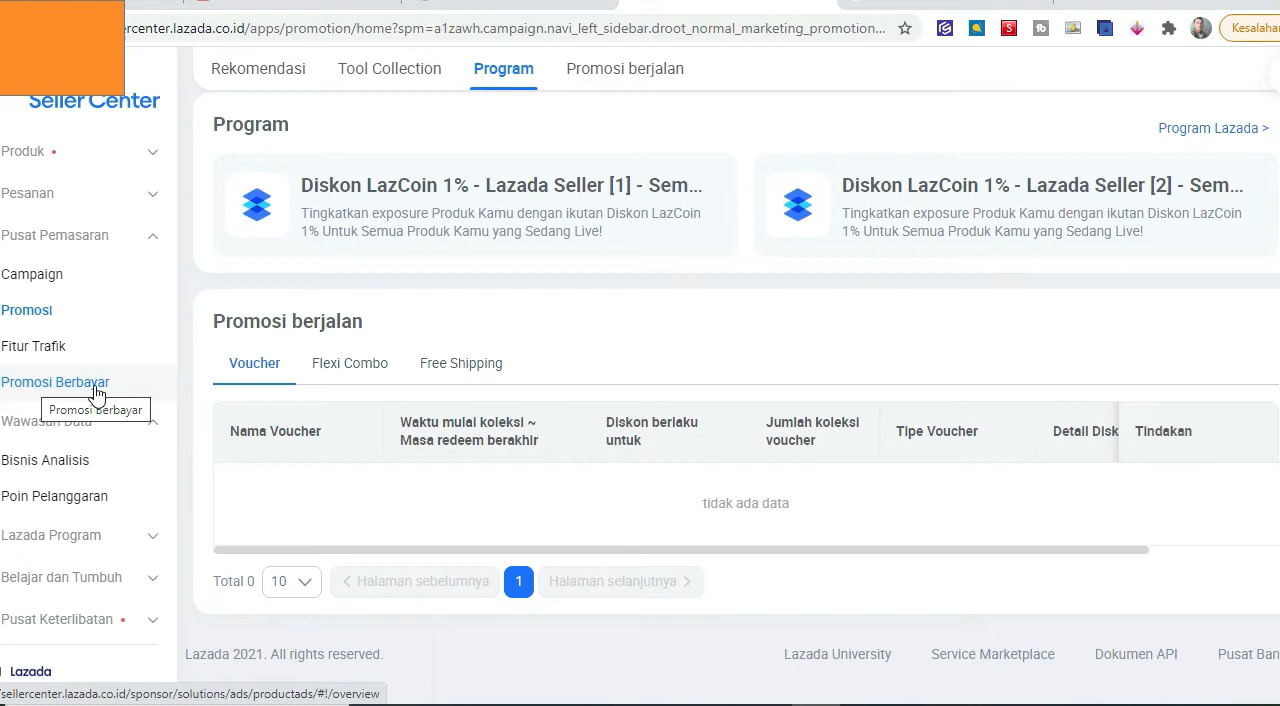 ercenter.lazada.co.id/apps/promotion/home?spm=a1zawh.campaign.navi_left_sidebar.droot_normal_marketing_promotion...
Kesalahan
Seller Center
Produk
Pesanan
Pusat Pemasaran
Campaign
Promosi
Fitur Trafik
Promosi Berbayar
Promosi berbayar
Wawasan Data
Bisnis Analisis
Poin Pelanggaran
Lazada Program
Belajar dan Tumbuh
Pusat Keterlibatan
Lazada
/sellercenter.lazada.co.id/sponsor/solutions/ads/productads/#!/overview
Rekomendasi Tool Collection Program Promosi berjalan
Program
Program Lazada >
Diskon LazCoin 1% - Lazada Seller [1] - Sem...
Tingkatkan exposure Produk Kamu dengan ikutan Diskon LazCoin
1% Untuk Semua Produk Kamu yang Sedang Live!
Diskon LazCoin 1% - Lazada Seller [2] - Sem...
Tingkatkan exposure Produk Kamu dengan ikutan Diskon LazCoin
1% Untuk Semua Produk Kamu yang Sedang Live!
Promosi berjalan
Voucher Flexi Combo Free Shipping
Nama Voucher
Waktu mulai koleksi ~
Masa redeem berakhir
Diskon berlaku
untuk
Jumlah koleksi
voucher
Tipe Voucher
Detail Disk
Tindakan
tidak ada data
Total 0 10 < Halaman sebelumnya 1 Halaman selanjutnya >
Lazada 2021. All rights reserved.
Lazada University Service Marketplace Dokumen API Pusat Ban